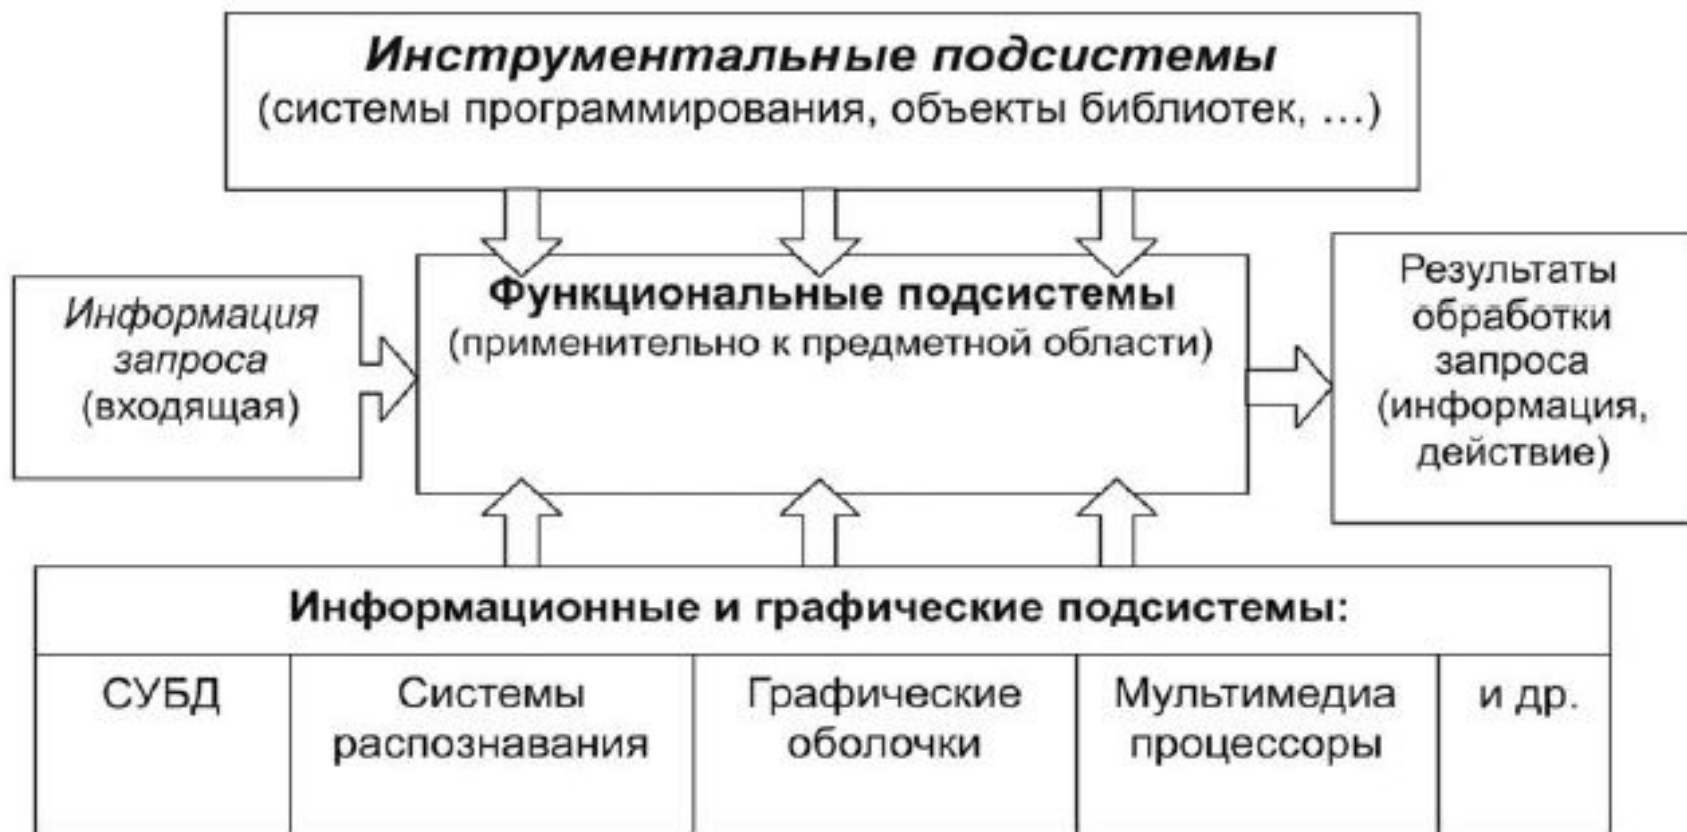 Инструментальные подсистемы
(системы программирования, объекты библиотек, ...)
Информация
запроса
(входящая)
Функциональные подсистемы
(применительно к предметной области)
Результаты
обработки
запроса
(информация,
действие)
Информационные и графические подсистемы:
СУБД
Системы
распознавания
Графические
оболочки
Мультимедиа
процессоры
и др.